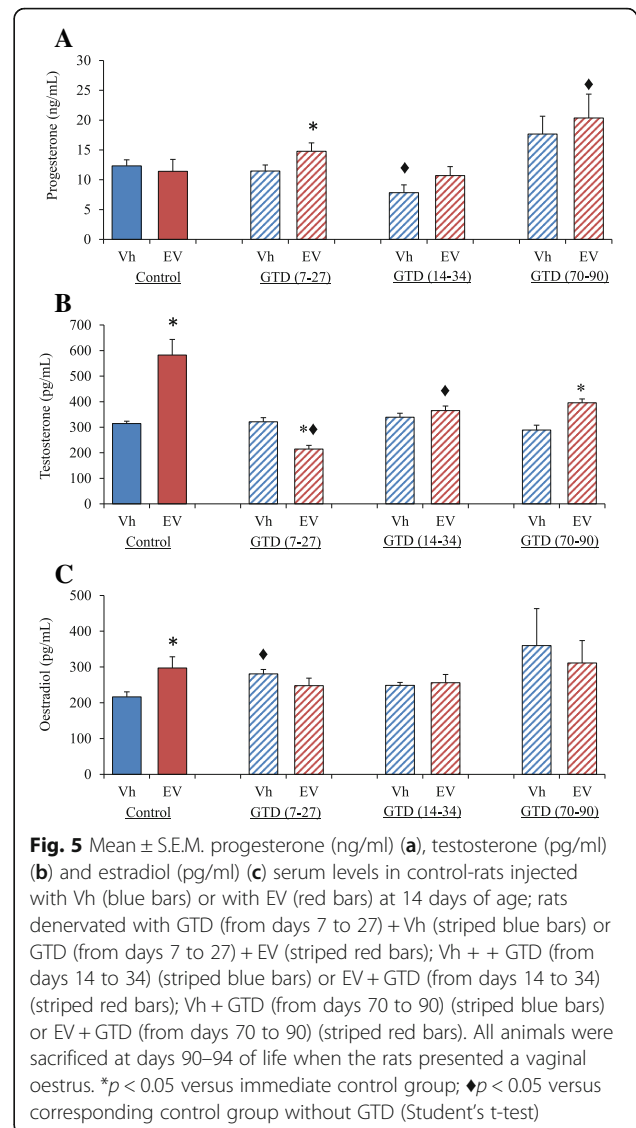 A
Progesterone (ng/mL)
30
25
20
15
10
5
0
*
♦
♦
Vh EV Vh EV Vh EV Vh EV
Control GTD (7-27) GTD (14-34) GTD (70-90)
B
Testosterone (pg/mL)
700
600
500
400
300
200
100
0
*
*♦
♦
*
Vh EV Vh EV Vh EV Vh EV
Control GTD (7-27) GTD (14-34) GTD (70-90)
C
Oestradiol (pg/mL)
500
400
300
200
100
0
*
♦
Vh EV Vh EV Vh EV Vh EV
Control GTD (7-27) GTD (14-34) GTD (70-90)
Fig. 5 Mean ± S.E.M. progesterone (ng/ml) (a), testosterone (pg/ml)
(b) and estradiol (pg/ml) (c) serum levels in control-rats injected
with Vh (blue bars) or with EV (red bars) at 14 days of age; rats
denervated with GTD (from days 7 to 27) + Vh (striped blue bars) or
GTD (from days 7 to 27) + EV (striped red bars); Vh + + GTD (from
days 14 to 34) (striped blue bars) or EV + GTD (from days 14 to 34)
(striped red bars); Vh + GTD (from days 70 to 90) (striped blue bars)
or EV + GTD (from days 70 to 90) (striped red bars). All animals were
sacrificed at days 90–94 of life when the rats presented a vaginal
oestrus. *p < 0.05 versus immediate control group; ♦p < 0.05 versus
corresponding control group without GTD (Student's t-test)